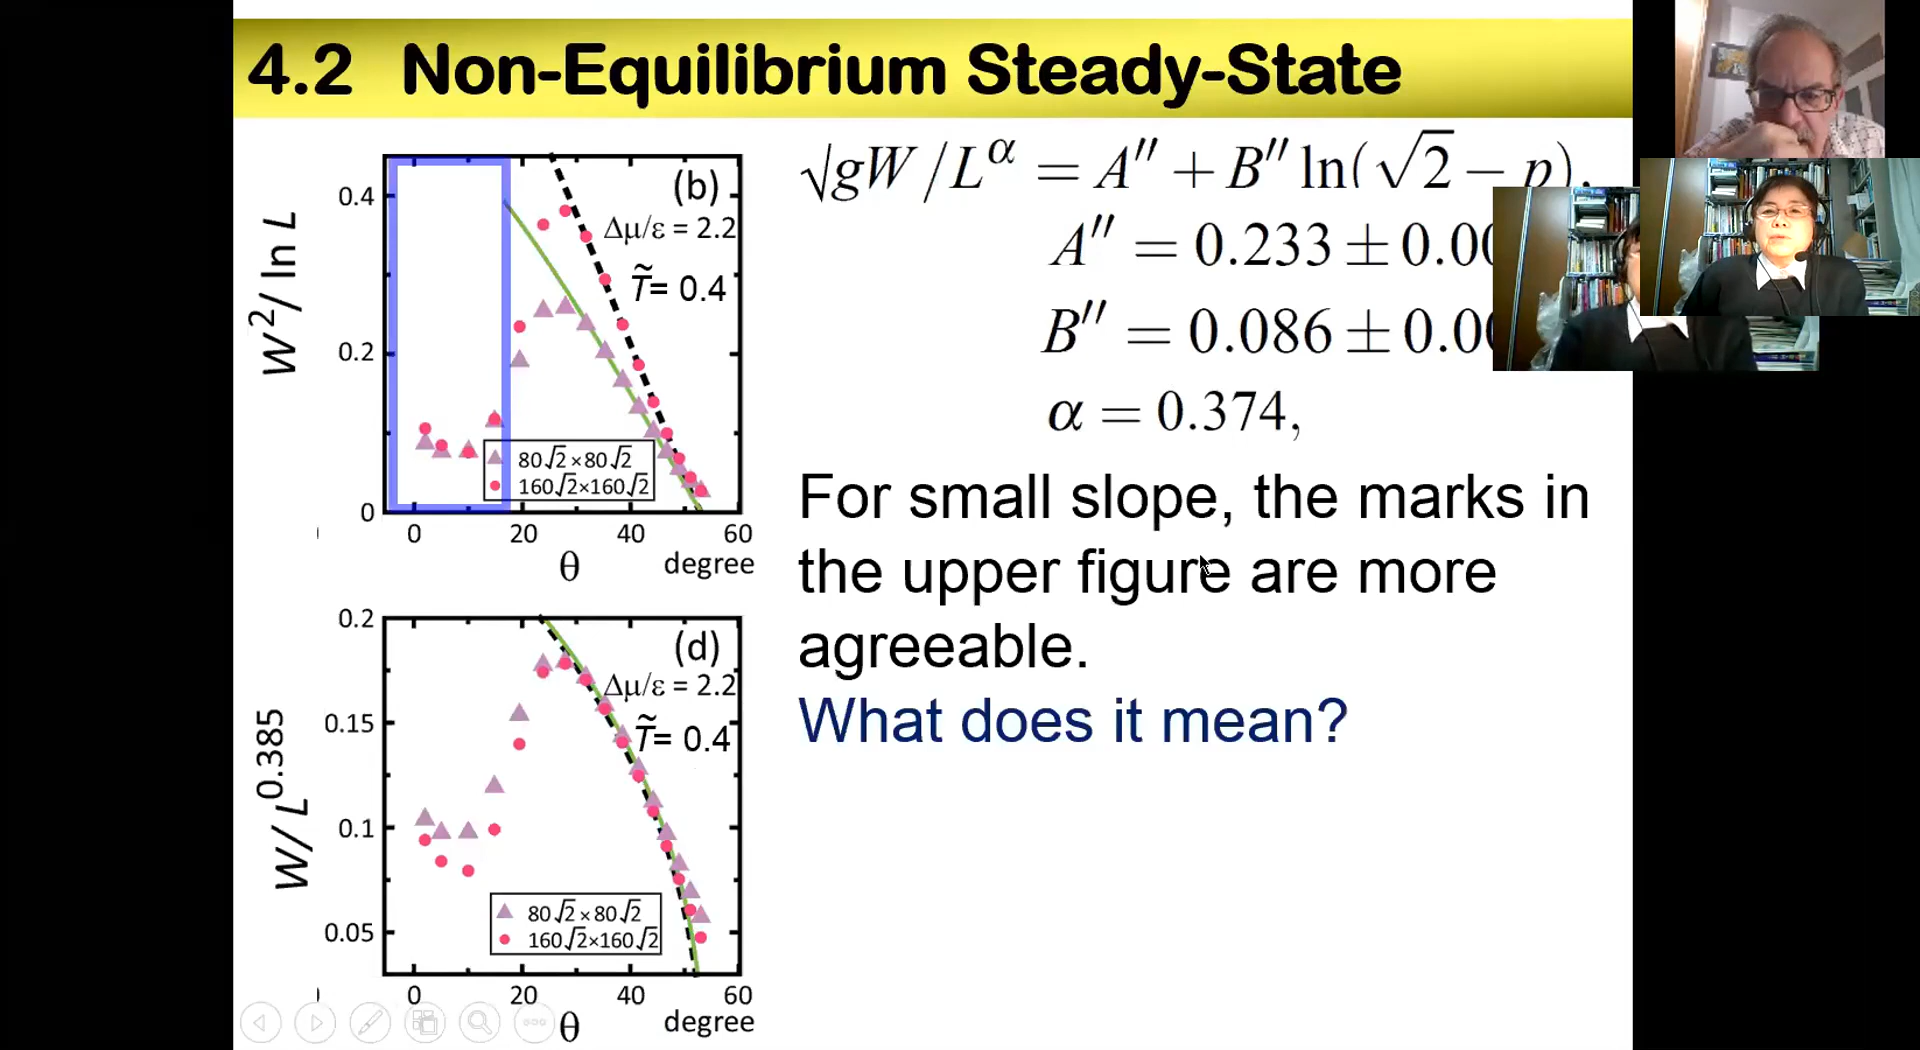 4.2 Non-Equilibrium Steady-State
(b)
Δμ/ε = 2.2
T̃= 0.4
W²/ ln L
0.4
0.2
0
80√2×80√2
160√2×160√2
0 20 40 60
θ degree
(d)
Δμ/ε = 2.2
T̃= 0.4
W/ L^0.385
0.2
0.15
0.1
0.05
80√2×80√2
160√2×160√2
0 20 40 60
θ degree
√gW/L^α = A″ + B″ ln(√2 − p).
A″ = 0.233 ± 0.0
B″ = 0.086 ± 0.0
α = 0.374,
For small slope, the marks in
the upper figure are more
agreeable.
What does it mean?